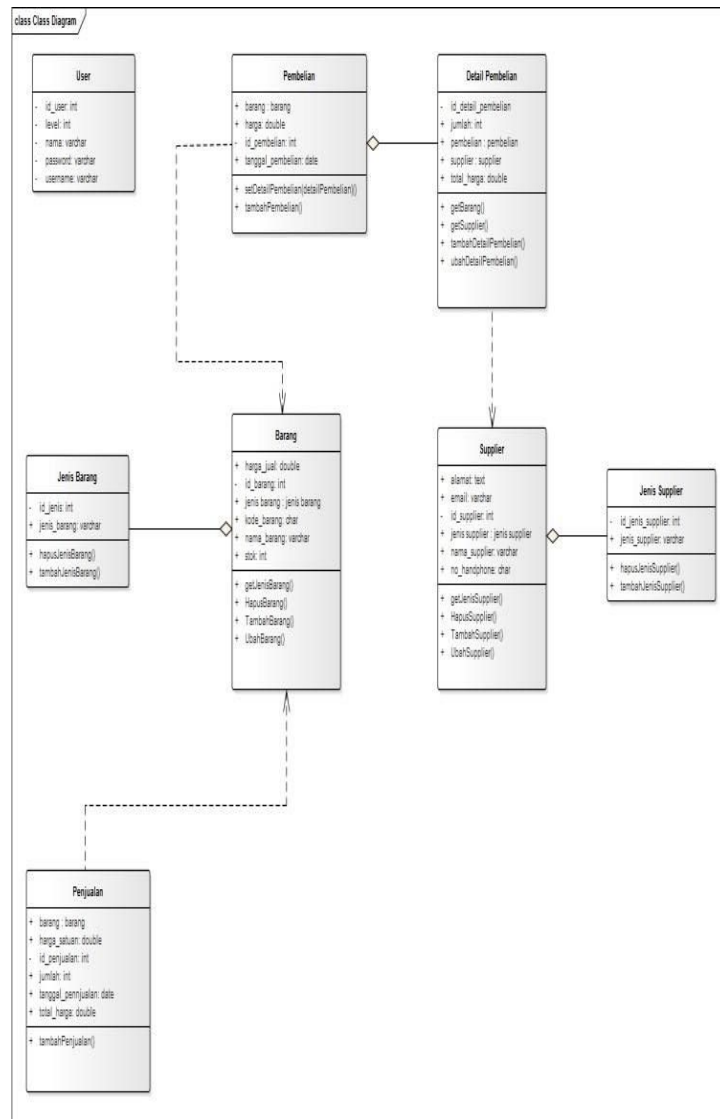 class Class Diagram
User
- id_user: int
- level: int
- nama: varchar
- password: varchar
- username: varchar
Pembelian
+ barang : barang
+ harga: double
- id_pembelian: int
+ tanggal_pembelian: date
+ setDetailPembelian(detailPembelian))
+ tambahPembelian()
Detail Pembelian
- id_detail_pembelian
+ jumlah: int
+ pembelian : pembelian
+ supplier : supplier
+ total_harga: double
+ getBarang()
+ getSupplier()
+ tambahDetailPembelian()
+ ubahDetailPembelian()
Jenis Barang
- id_jenis: int
+ jenis_barang: varchar
+ hapusJenisBarang()
+ tambahJenisBarang()
Barang
+ harga_jual: double
- id_barang: int
+ jenis barang : jenis barang
+ kode_barang: char
+ nama_barang: varchar
+ stok: int
+ getJenisBarang()
+ HapusBarang()
+ TambahBarang()
+ UbahBarang()
Supplier
+ alamat: text
+ email: varchar
- id_supplier: int
+ jenis supplier : jenis supplier
+ nama_supplier: varchar
+ no_handphone: char
+ getJenisSupplier()
+ HapusSupplier()
+ TambahSupplier()
+ UbahSupplier()
Jenis Supplier
- id_jenis_supplier: int
+ jenis_supplier: varchar
+ hapusJenisSupplier()
+ tambahJenisSupplier()
Penjualan
+ barang : barang
+ harga_satuan: double
- id_penjualan: int
+ jumlah: int
+ tanggal_pennjualan: date
+ total_harga: double
+ tambahPenjualan()